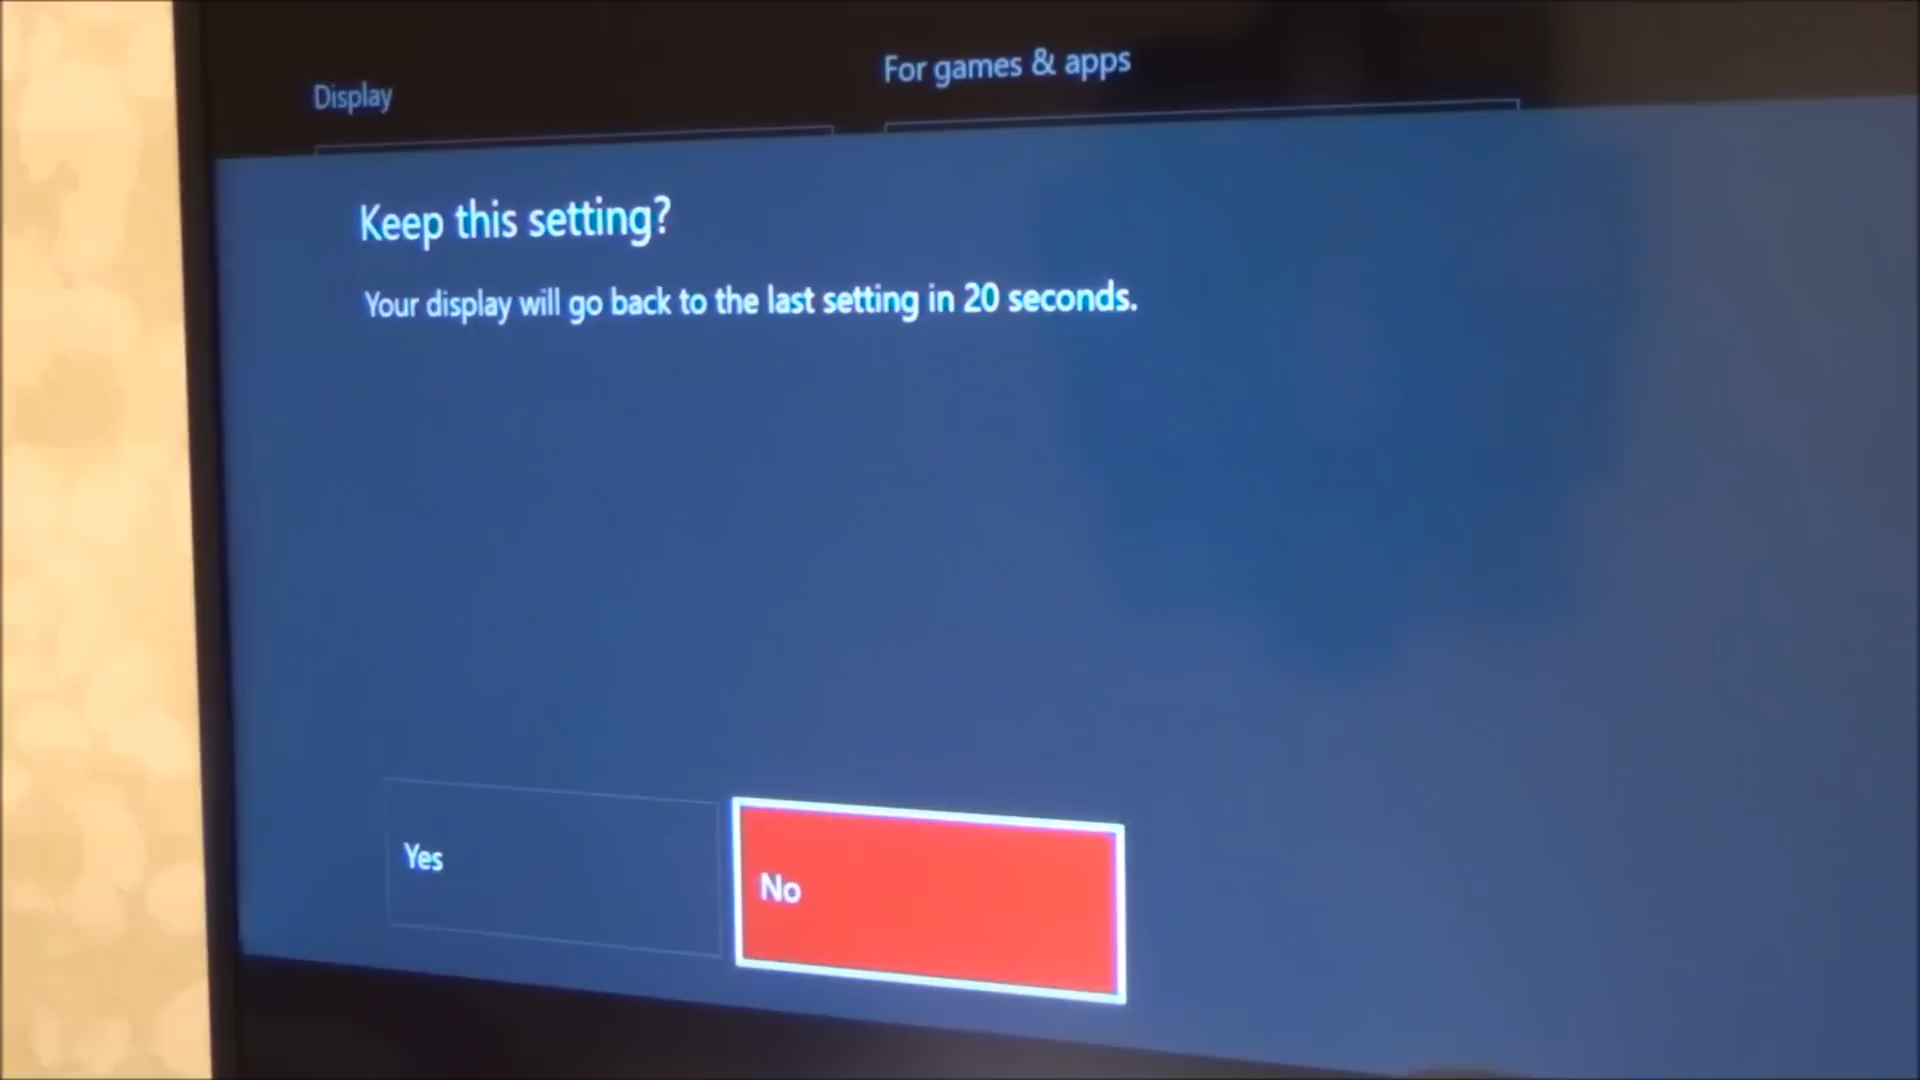 Display
For games & apps
Keep this setting?
Your display will go back to the last setting in 20 seconds.
Yes
No